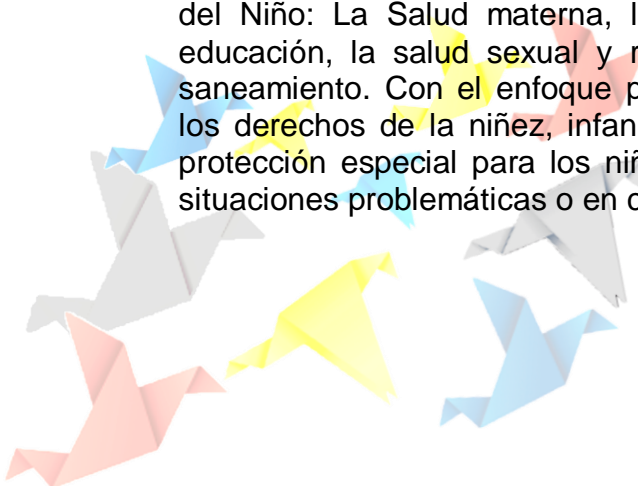 del Niño: La Salud materna,
educación, la salud sexual y
saneamiento. Con el enfoque
los derechos de la niñez,
protección especial para los
situaciones problemáticas o en